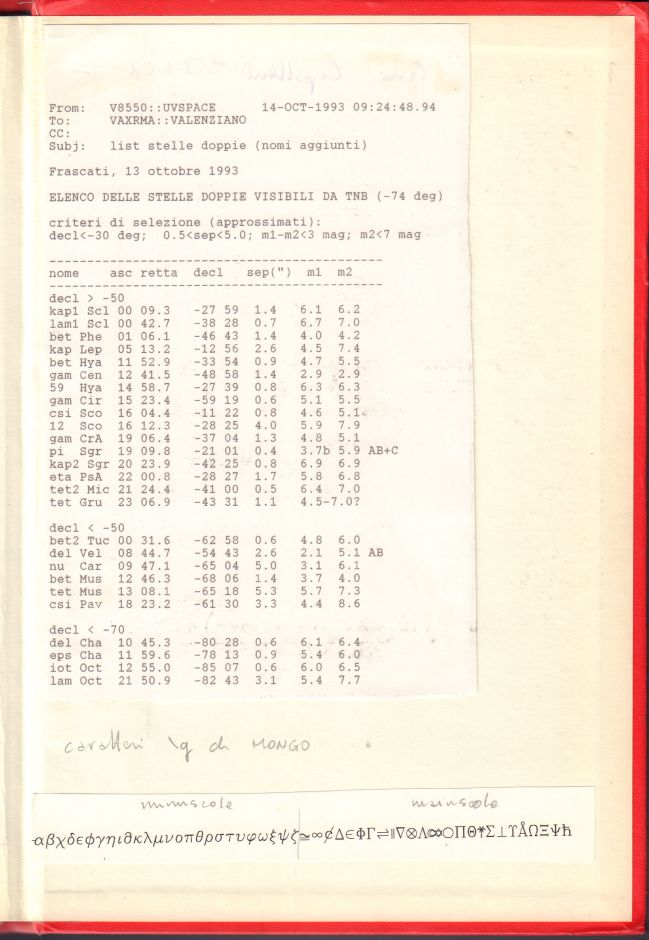 From:   V8550::UVSPACE      14-OCT-1993 09:24:48.94
To:     VAXRMA::VALENZIANO
CC:
Subj:   list stelle doppie (nomi aggiunti)
Frascati, 13 ottobre 1993
ELENCO DELLE STELLE DOPPIE VISIBILI DA TNB (-74 deg)
criteri di selezione (approssimati):
decl<-30 deg;  0.5<sep<5.0; m1-m2<3 mag; m2<7 mag
---------------------------------------------------
nome    asc retta  decl   sep(")  m1  m2
---------------------------------------------------
decl > -50
kap1 Scl 00 09.3   -27 59  1.4   6.1  6.2
lam1 Scl 00 42.7   -38 28  0.7   6.7  7.0
bet Phe  01 06.1   -46 43  1.4   4.0  4.2
kap Lep  05 13.2   -12 56  2.6   4.5  7.4
bet Hya  11 52.9   -33 54  0.9   4.7  5.5
gam Cen  12 41.5   -48 58  1.4   2.9  2.9
59  Hya  14 58.7   -27 39  0.8   6.3  6.3
gam Cir  15 23.4   -59 19  0.6   5.1  5.5
csi Sco  16 04.4   -11 22  0.8   4.6  5.1
12  Sco  16 12.3   -28 25  4.0   5.9  7.9
gam CrA  19 06.4   -37 04  1.3   4.8  5.1
pi  Sgr  19 09.8   -21 01  0.4   3.7b 5.9 AB+C
kap2 Sgr 20 23.9   -42 25  0.8   6.9  6.9
eta PsA  22 00.8   -28 27  1.7   5.8  6.8
tet2 Mic 21 24.4   -41 00  0.5   6.4  7.0
tet Gru  23 06.9   -43 31  1.1   4.5-7.0?
decl < -50
bet2 Tuc 00 31.6   -62 58  0.6   4.8  6.0
del Vel  08 44.7   -54 43  2.6   2.1  5.1 AB
nu  Car  09 47.1   -65 04  5.0   3.1  6.1
bet Mus  12 46.3   -68 06  1.4   3.7  4.0
tet Mus  13 08.1   -65 18  5.3   5.7  7.3
csi Pav  18 23.2   -61 30  3.3   4.4  8.6
decl < -70
del Cha  10 45.3   -80 28  0.6   6.1  6.4
eps Cha  11 59.6   -78 13  0.9   5.4  6.0
iot Oct  12 55.0   -85 07  0.6   6.0  6.5
lam Oct  21 50.9   -82 43  3.1   5.4  7.7
caratteri \g di MONGO
minuscole   maiuscole
αβχδεϕγηιϑκλμνοπθρστυφωξψζ≅∞⊄Δ∈ΦΓ⇌∥∇⊗Λ∞○ΠΘ*Σ⊥ϒÅΩΞΨħ